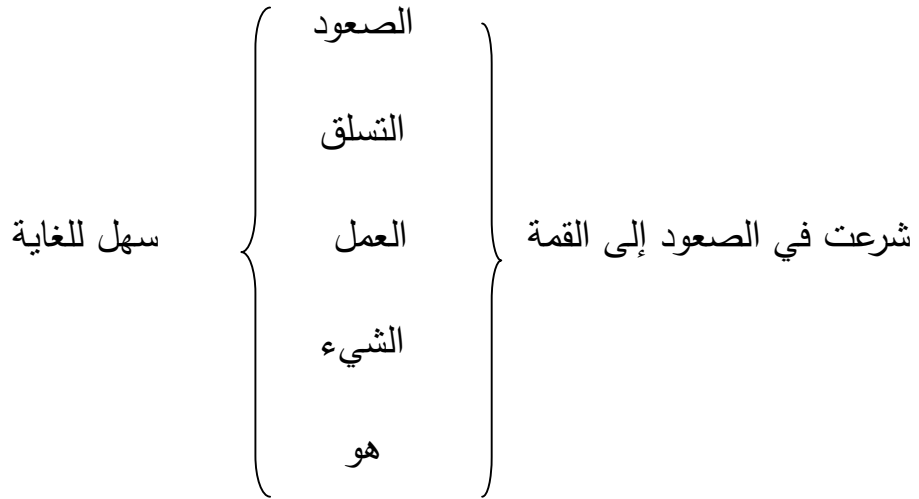 الصعود
التسلق
شرعت في الصعود إلى القمة العمل سهل للغاية
الشيء
هو